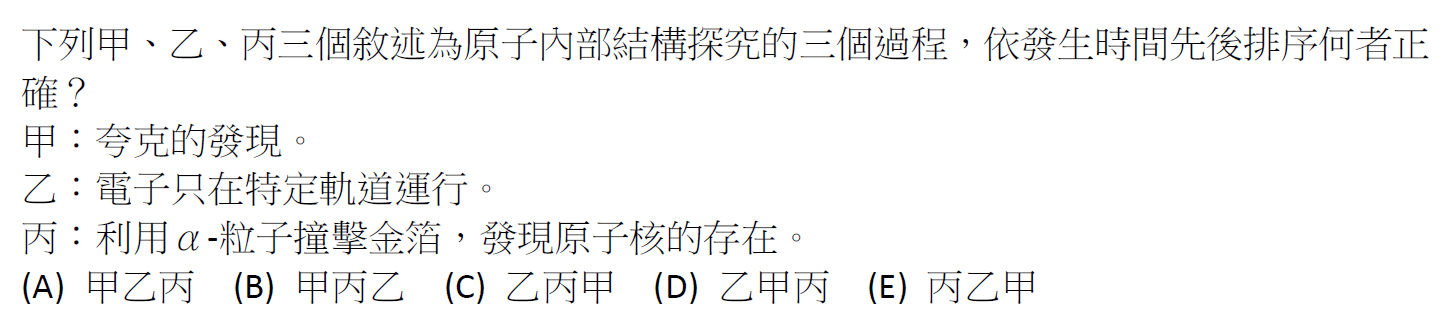 下列甲、乙、丙三個敘述為原子內部結構探究的三個過程，依發生時間先後排序何者正
確？
甲：夸克的發現。
乙：電子只在特定軌道運行。
丙：利用α-粒子撞擊金箔，發現原子核的存在。
(A) 甲乙丙 (B) 甲丙乙 (C) 乙丙甲 (D) 乙甲丙 (E) 丙乙甲